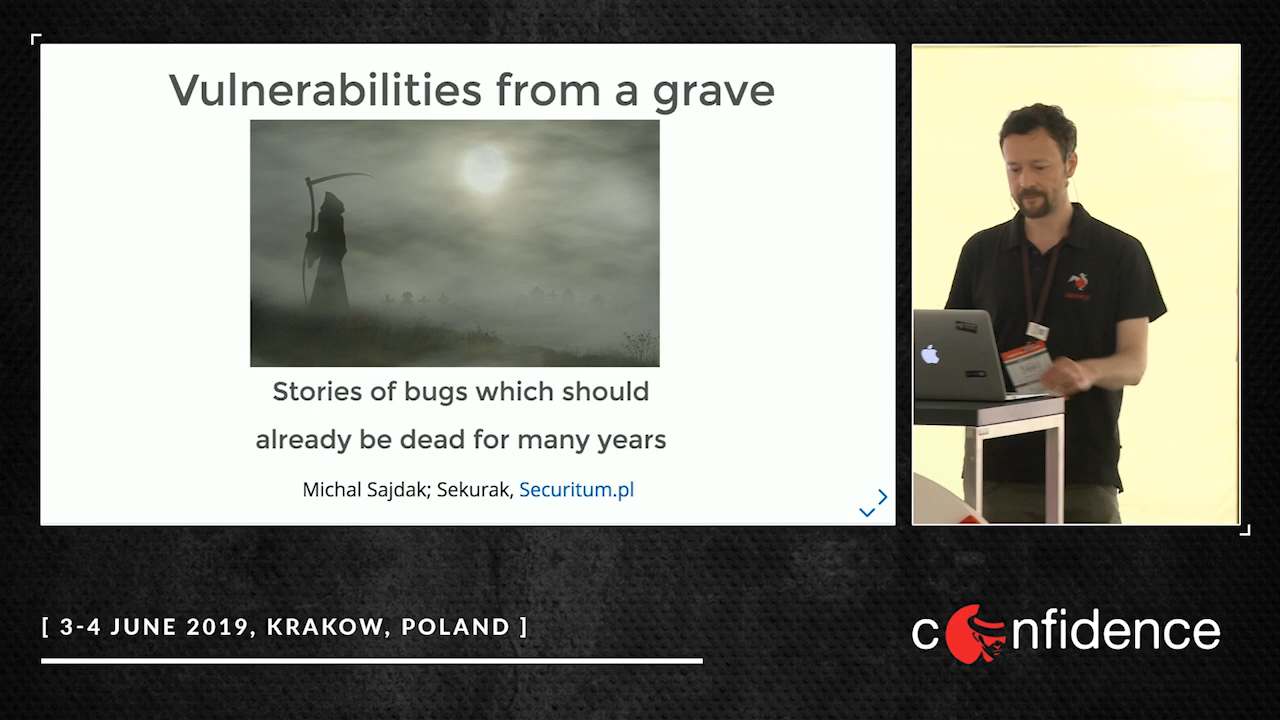 Vulnerabilities from a grave
Stories of bugs which should
already be dead for many years
Michal Sajdak; Sekurak, Securitum.pl
[ 3-4 JUNE 2019, KRAKOW, POLAND ]
confidence